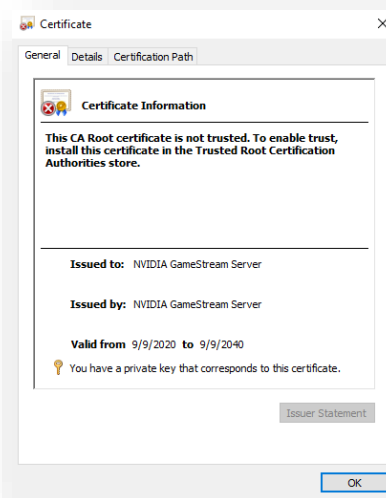 Certificate
General Details Certification Path
Certificate Information
This CA Root certificate is not trusted. To enable trust,
install this certificate in the Trusted Root Certification
Authorities store.
Issued to: NVIDIA GameStream Server
Issued by: NVIDIA GameStream Server
Valid from 9/9/2020 to 9/9/2040
You have a private key that corresponds to this certificate.
Issuer Statement
OK